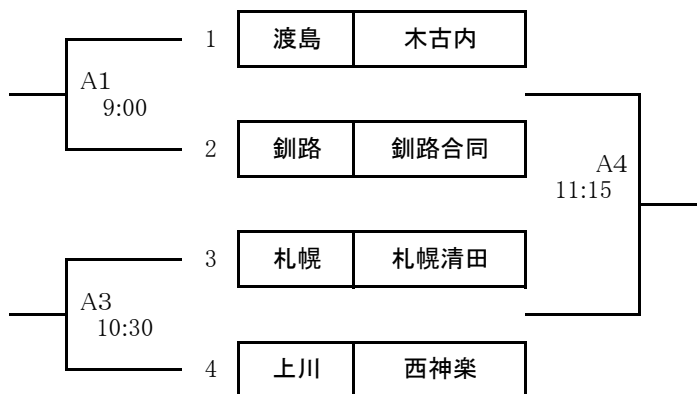 1 渡島 木古内
A1
9:00
2 釧路 釧路合同
A4
11:15
3 札幌 札幌清田
A3
10:30
4 上川 西神楽